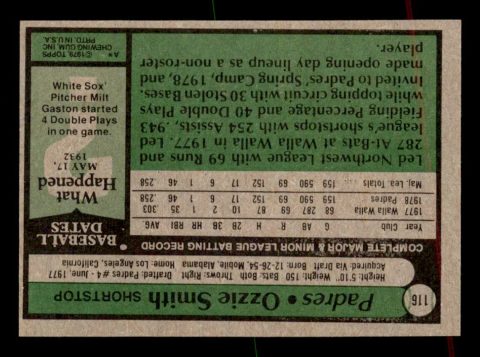 116
Padres • Ozzie Smith SHORTSTOP
Height: 5'10" Weight: 150 Throws: Right Bats: Both Drafted: Padres #4-June, 1977
Acquired: Via Draft Born: 12-26-54, Mobile, Alabama Home: Los Angeles, California
COMPLETE MAJOR & MINOR LEAGUE BATTING RECORD
Year Club G AB R H 2B 3B HR RBI AVG
1977 Walla Walla 68 287 69 87 10 2 1 35 .303
1978 Padres 159 590 69 152 17 6 1 46 .258
Maj. Lea. Totals 159 590 69 152 17 6 1 46 .258
Led Northwest League with 69 Runs and
287 At-Bats at Walla Walla in 1977. Led
league's shortstops with 254 Assists, .943
Fielding Percentage and 40 Double Plays
while topping circuit with 30 Stolen Bases.
Invited to Padres' Spring Camp, 1978, and
made opening day lineup as a non-roster
player.
BASEBALL
DATES
What
Happened
MAY 17,
1932
White Sox'
Pitcher Milt
Gaston started
4 Double Plays
in one game.
A* ©1979 TOPPS
CHEWING GUM INC.
PRTD. IN U.S.A.